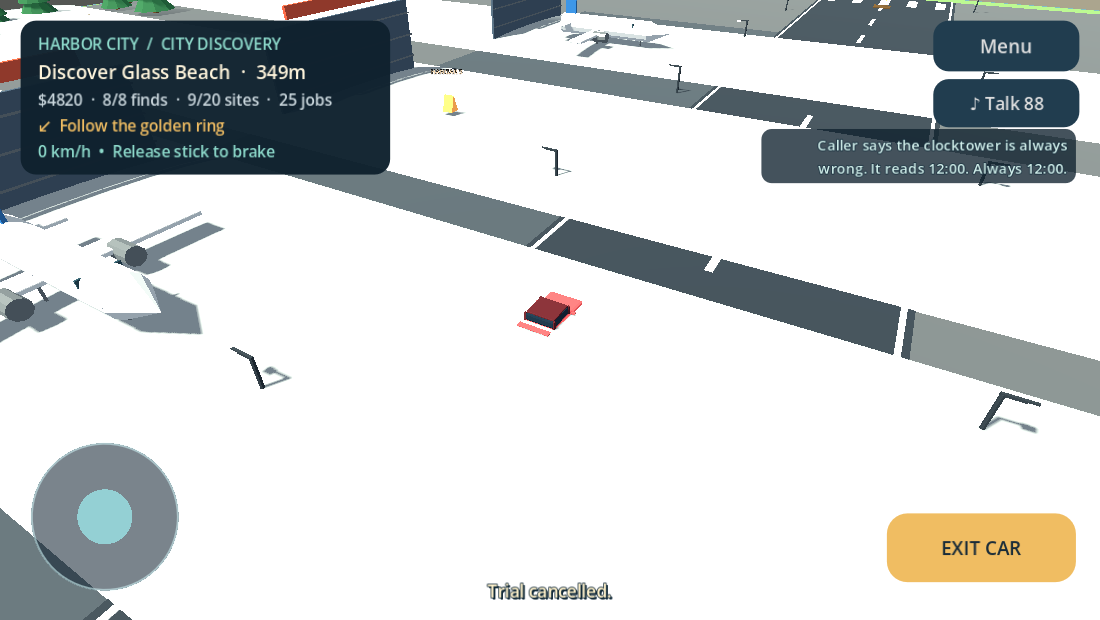 HARBOR CITY / CITY DISCOVERY
Discover Glass Beach · 349m
$4820 · 8/8 finds · 9/20 sites · 25 jobs
↙ Follow the golden ring
0 km/h • Release stick to brake
Menu
♪ Talk 88
Caller says the clocktower is always
wrong. It reads 12:00. Always 12:00.
EXIT CAR
Trial cancelled.